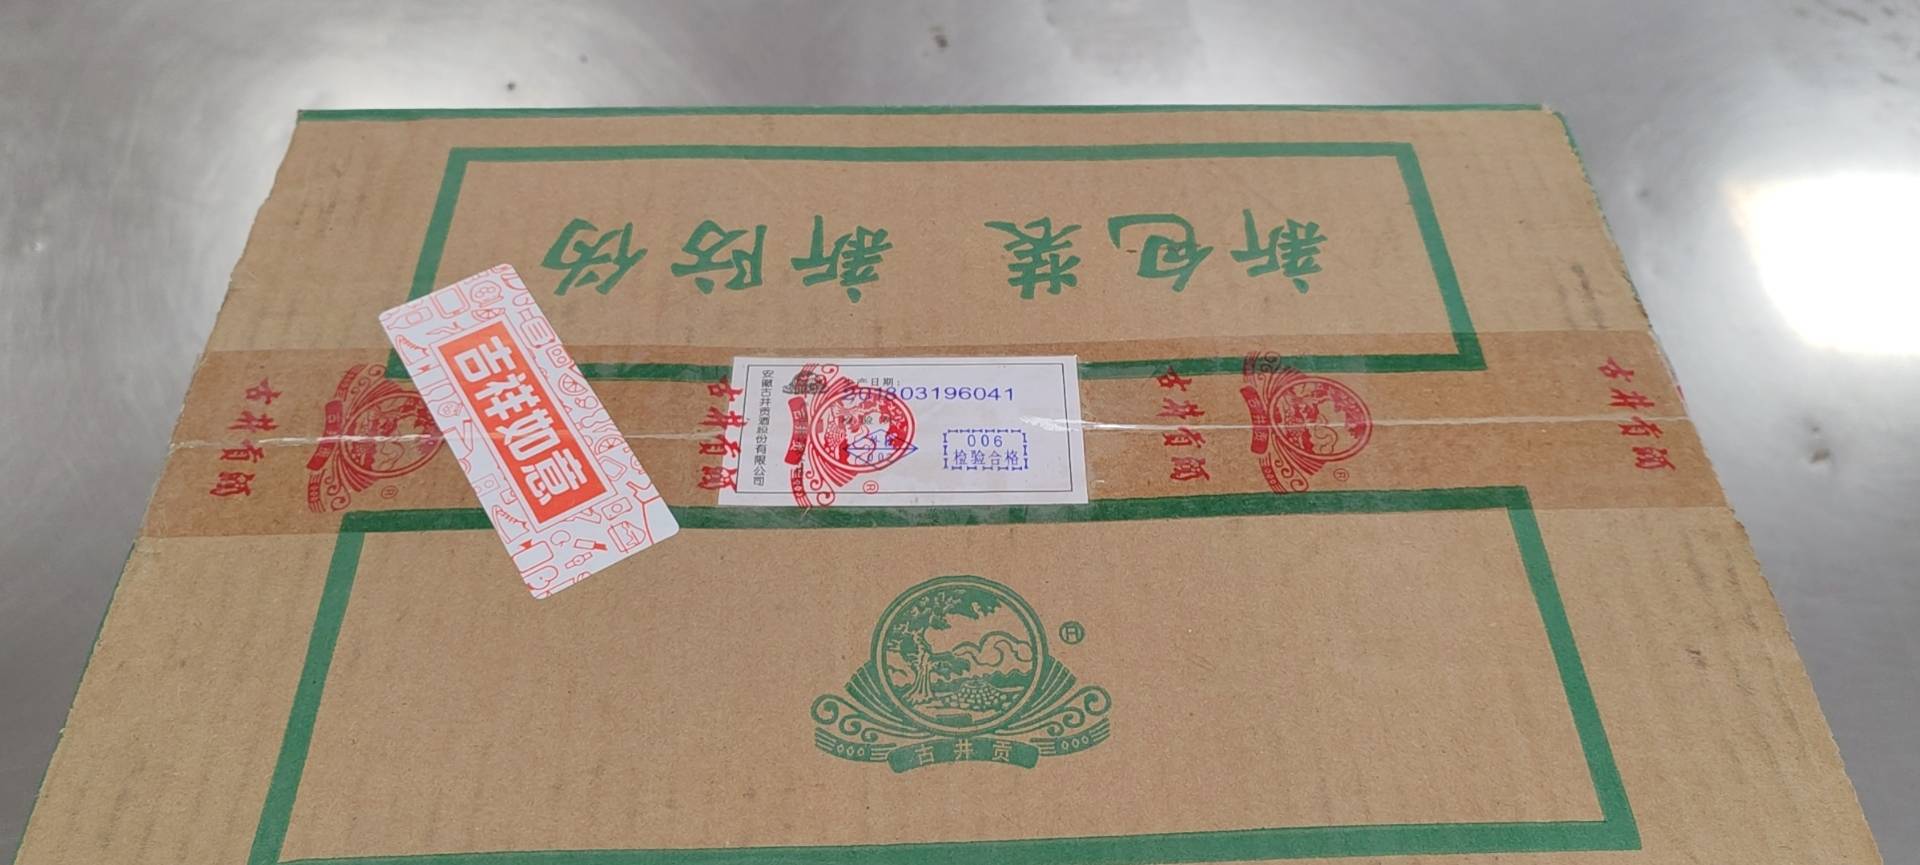 新包装 新防伪
吉祥如意
古井贡酒
古井贡酒
古井贡酒
古井贡酒
安徽古井贡酒股份有限公司
生产日期:
201803196041
006
检验合格
古井贡